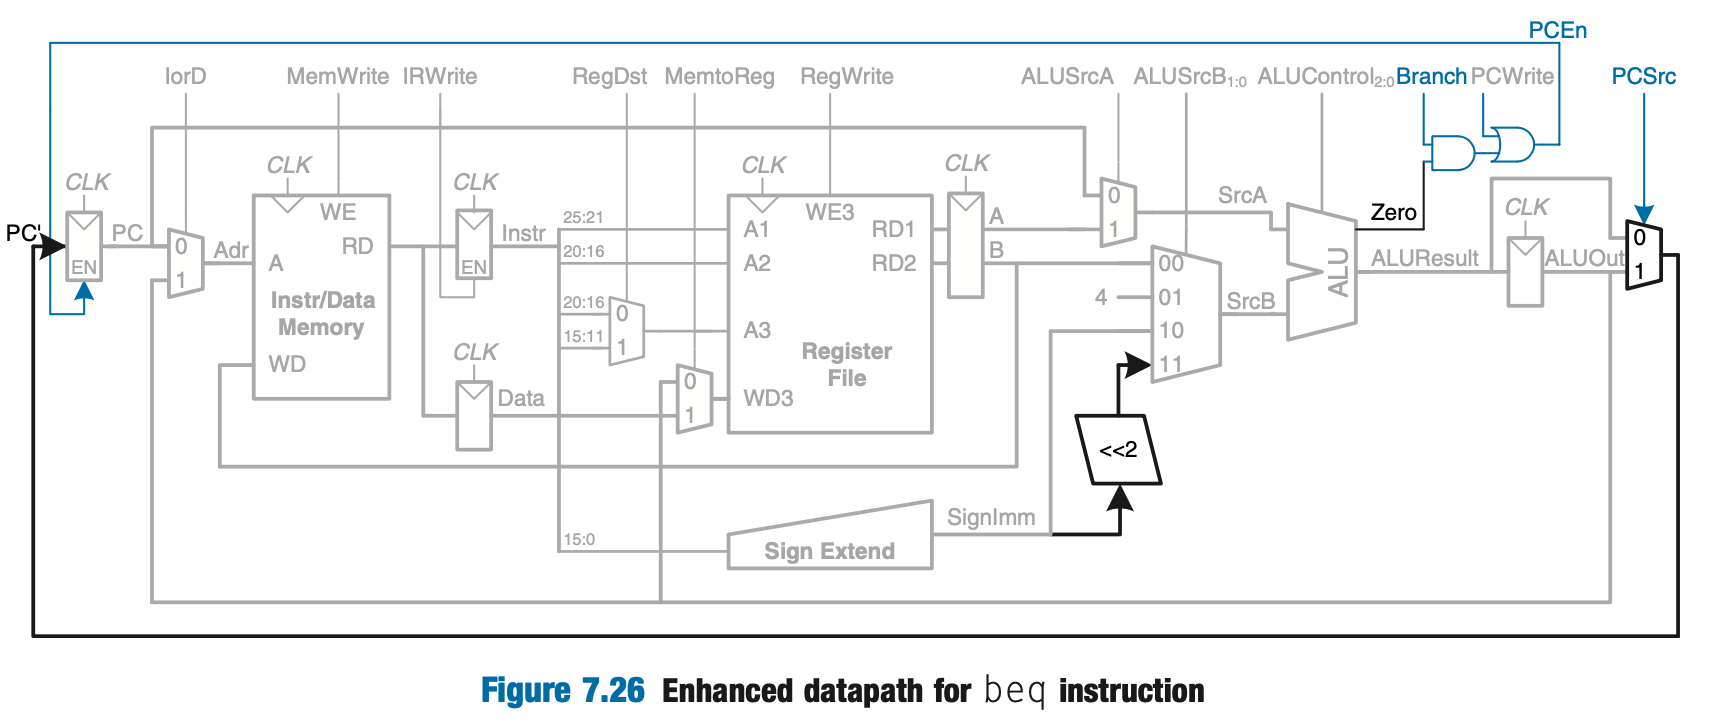 PCEn
IorD MemWrite IRWrite RegDst MemtoReg RegWrite ALUSrcA ALUSrcB1:0 ALUControl2:0 Branch PCWrite PCSrc
CLK CLK CLK CLK CLK CLK
PC' PC EN
0 1 Adr
WE RD A Instr/Data Memory WD
EN Instr
CLK Data
25:21
20:16
20:16 0
15:11 1
15:0
0 1
A1 A2 A3 WD3 WE3 RD1 RD2 Register File
A
B
0 1
SrcA
00
4 01
10
11
SrcB
ALU
Zero
ALUResult
ALUOut
0
1
<<2
SignImm
Sign Extend
Figure 7.26 Enhanced datapath for beq instruction